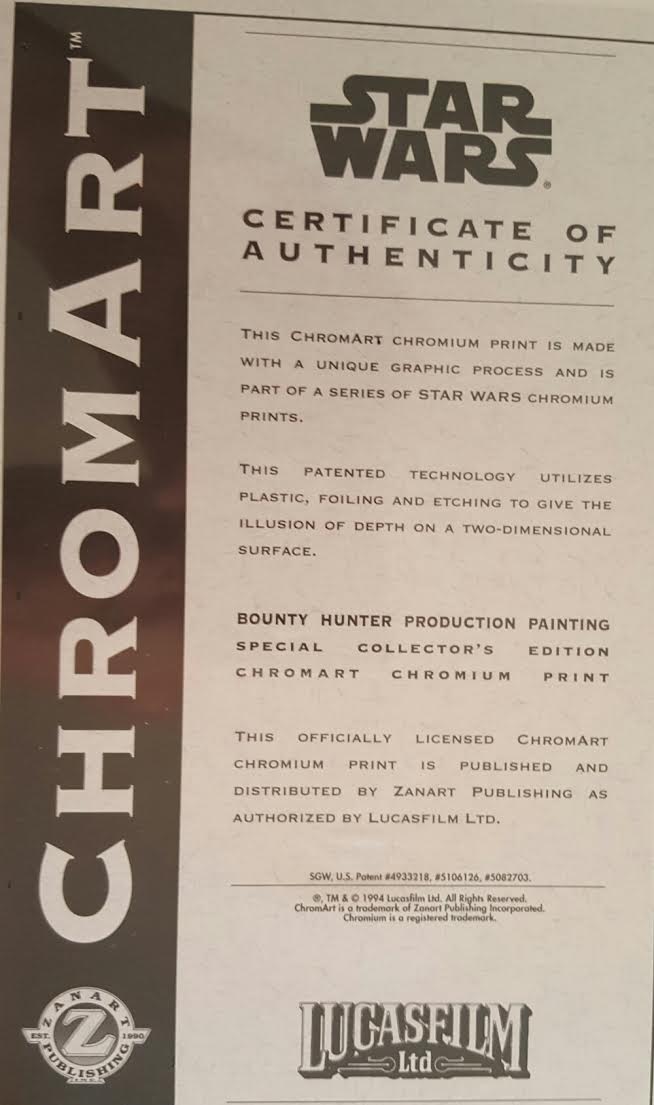 CHROMART™
STAR
WARS®
CERTIFICATE OF
AUTHENTICITY
THIS CHROMART CHROMIUM PRINT IS MADE
WITH A UNIQUE GRAPHIC PROCESS AND IS
PART OF A SERIES OF STAR WARS CHROMIUM
PRINTS.
THIS PATENTED TECHNOLOGY UTILIZES
PLASTIC, FOILING AND ETCHING TO GIVE THE
ILLUSION OF DEPTH ON A TWO-DIMENSIONAL
SURFACE.
BOUNTY HUNTER PRODUCTION PAINTING
SPECIAL COLLECTOR'S EDITION
CHROMART CHROMIUM PRINT
THIS OFFICIALLY LICENSED CHROMART
CHROMIUM PRINT IS PUBLISHED AND
DISTRIBUTED BY ZANART PUBLISHING AS
AUTHORIZED BY LUCASFILM LTD.
SGW, U.S. Patent #4933218, #5106126, #5082703.
®, TM & © 1994 Lucasfilm Ltd. All Rights Reserved.
ChromArt is a trademark of Zanart Publishing Incorporated.
Chromium is a registered trademark.
ZANART
EST. Z 1990
PUBLISHING
INC.
LUCASFILM
Ltd